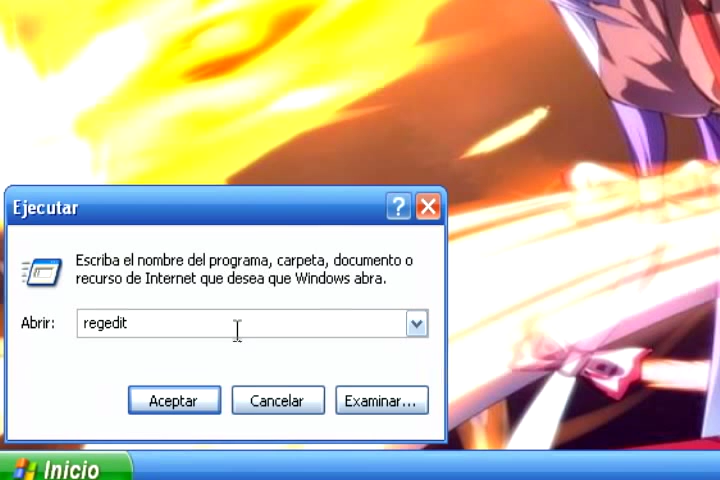 Ejecutar
Escriba el nombre del programa, carpeta, documento o
recurso de Internet que desea que Windows abra.
Abrir: regedit
Aceptar Cancelar Examinar...
Inicio